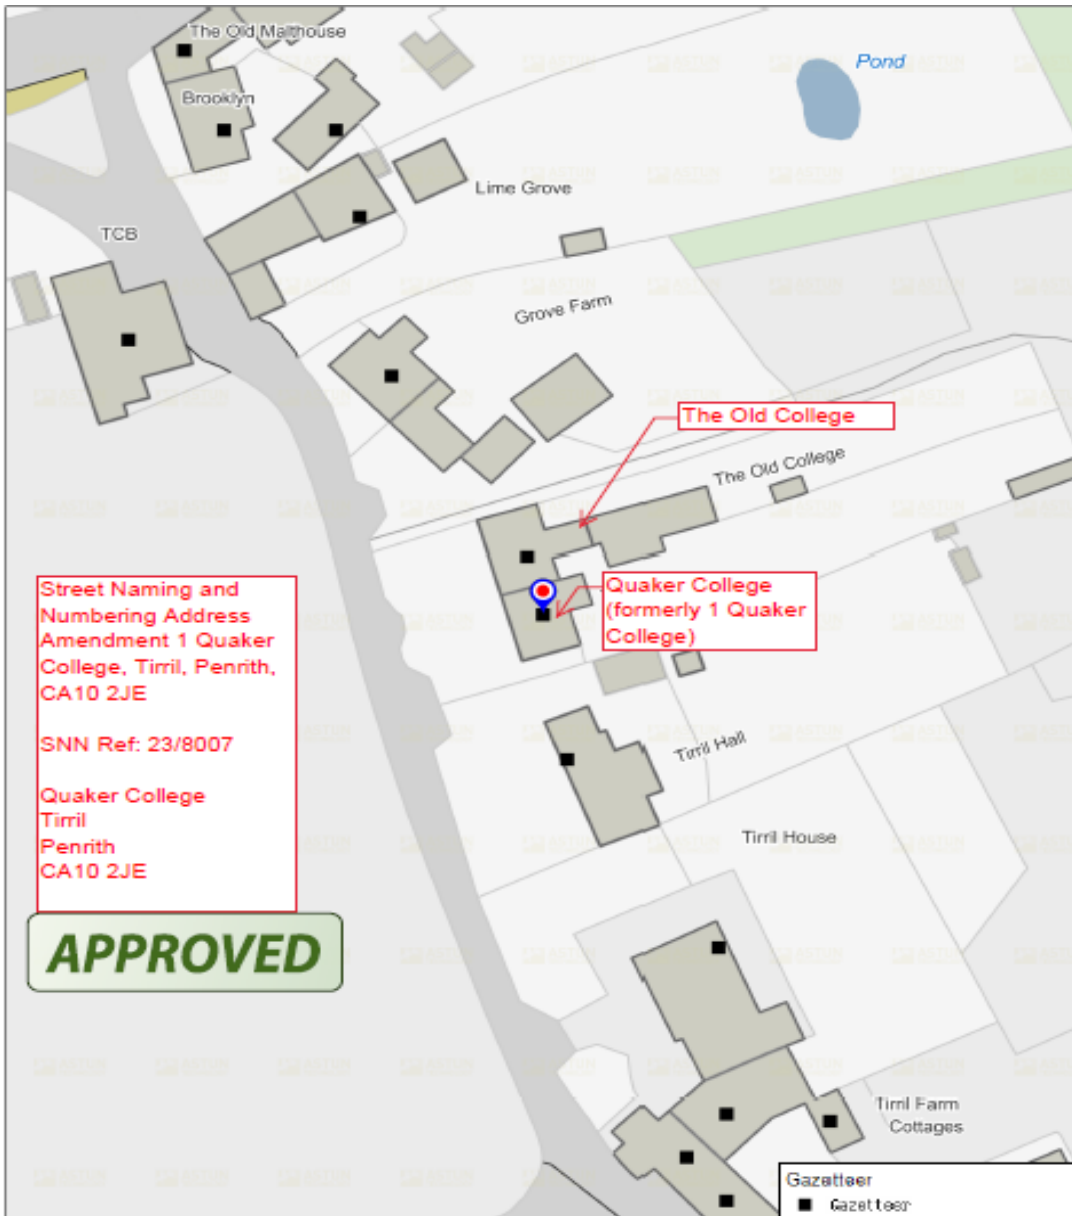 The Old Malthouse
Pond
Brooklyn
Lime Grove
TCB
Grove Farm
The Old College
The Old College
Quaker College
(formerly 1 Quaker
College)
Street Naming and
Numbering Address
Amendment 1 Quaker
College, Tirril, Penrith,
CA10 2JE
SNN Ref: 23/8007
Quaker College
Tirril
Penrith
CA10 2JE
APPROVED
Tirril Hall
Tirril House
Tirril Farm
Cottages
Gazetteer
Gazetteer